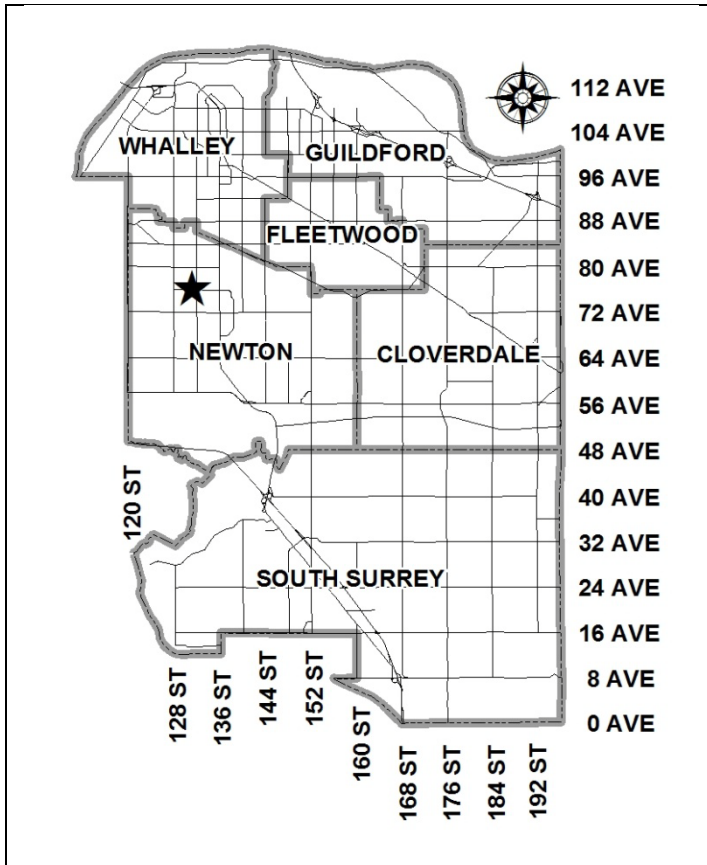 112 AVE
104 AVE
WHALLEY
GUILDFORD
96 AVE
88 AVE
FLEETWOOD
80 AVE
72 AVE
NEWTON
CLOVERDALE
64 AVE
56 AVE
48 AVE
120 ST
40 AVE
32 AVE
SOUTH SURREY
24 AVE
16 AVE
8 AVE
0 AVE
128 ST
136 ST
144 ST
152 ST
160 ST
168 ST
176 ST
184 ST
192 ST